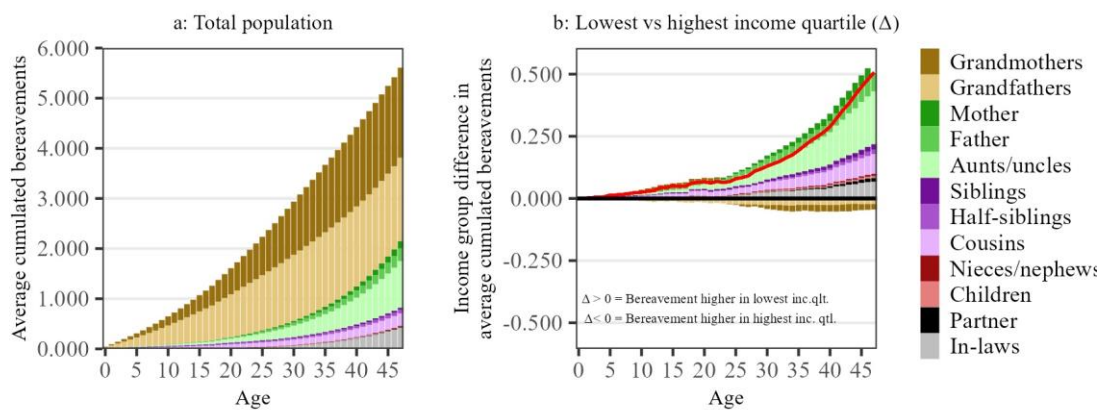 a: Total population
6.000
5.000
4.000
3.000
2.000
1.000
0.000
0 5 10 15 20 25 30 35 40 45
Age
Average cumulated bereavements
b: Lowest vs highest income quartile (Δ)
0.500
0.250
0.000
-0.250
-0.500
0 5 10 15 20 25 30 35 40 45
Age
Income group difference in
average cumulated bereavements
Δ > 0 = Bereavement higher in lowest inc.qlt.
Δ< 0 = Bereavement higher in highest inc. qtl.
Grandmothers
Grandfathers
Mother
Father
Aunts/uncles
Siblings
Half-siblings
Cousins
Nieces/nephews
Children
Partner
In-laws